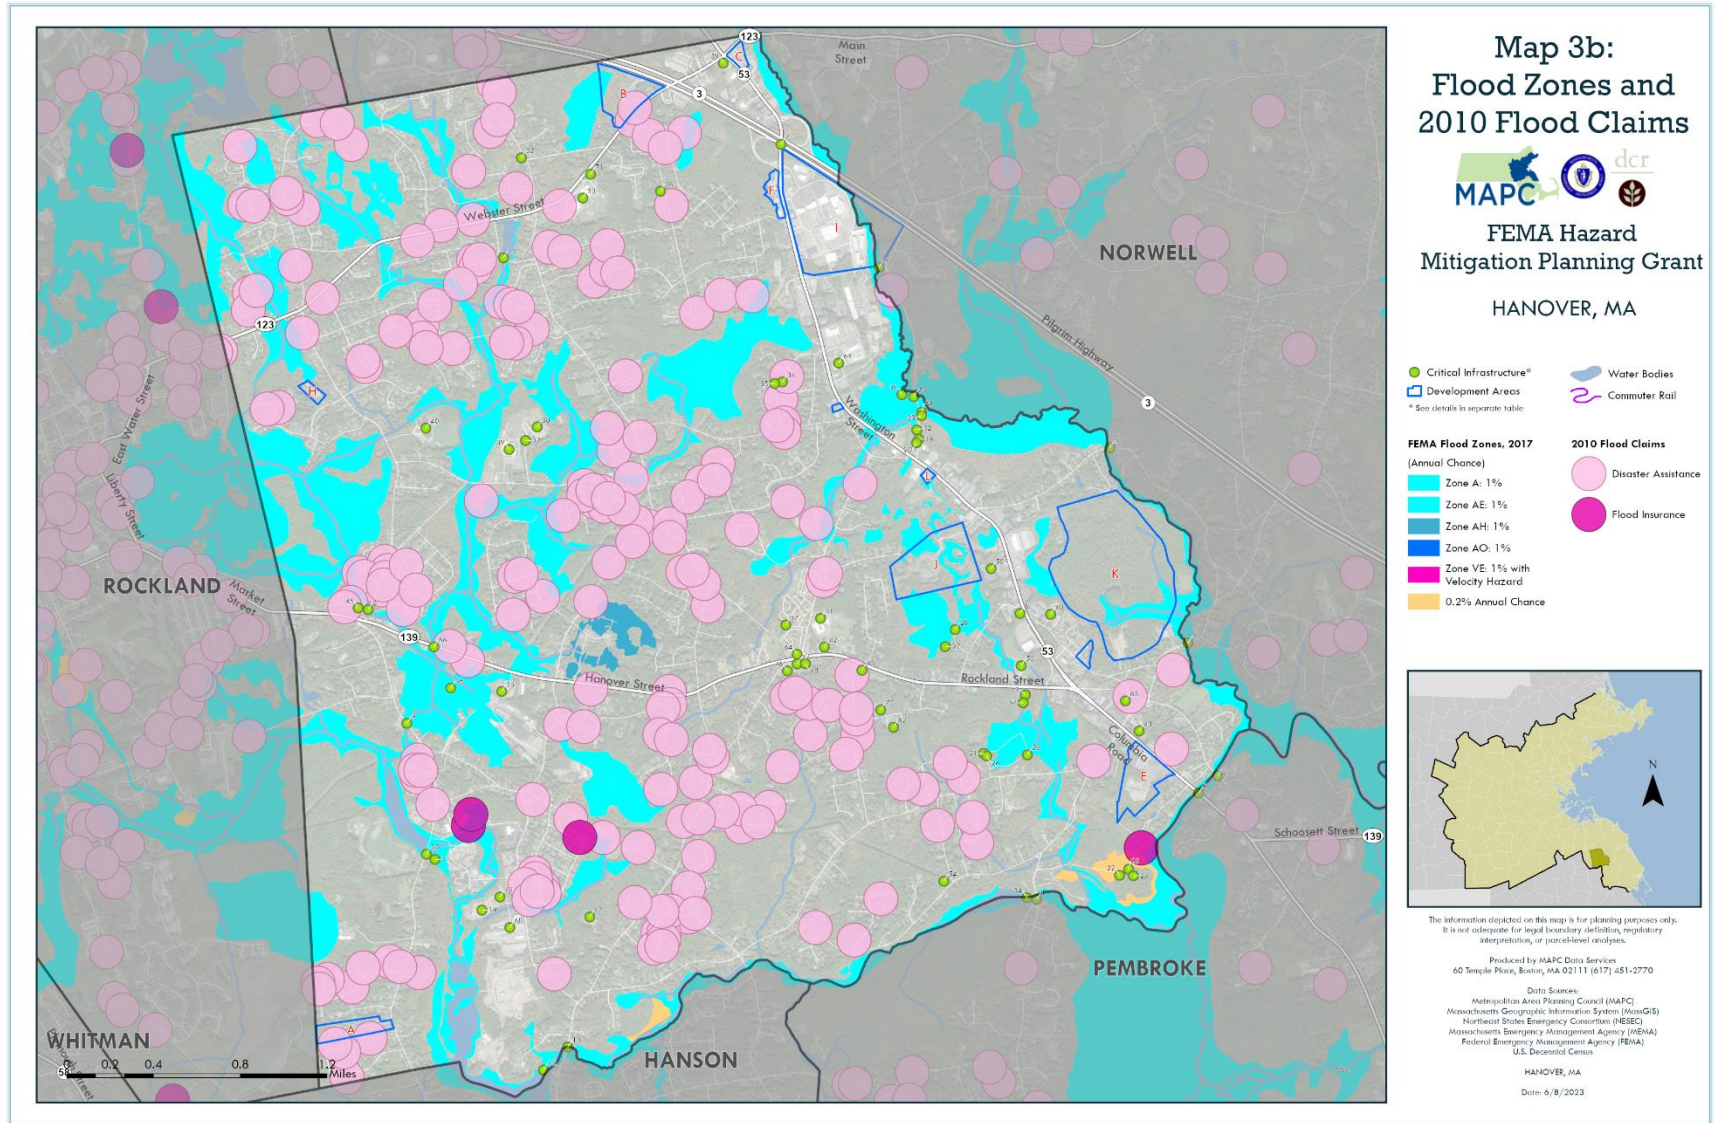 Map 3b:
Flood Zones and
2010 Flood Claims
MAPC
dcr
FEMA Hazard
Mitigation Planning Grant
HANOVER, MA
Critical Infrastructure*
Development Areas
* See details in separate table
Water Bodies
Commuter Rail
FEMA Flood Zones, 2017
(Annual Chance)
Zone A: 1%
Zone AE: 1%
Zone AH: 1%
Zone AO: 1%
Zone VE: 1% with
Velocity Hazard
0.2% Annual Chance
2010 Flood Claims
Disaster Assistance
Flood Insurance
N
The information depicted on this map is for planning purposes only.
It is not adequate for legal boundary definition, regulatory
interpretation, or parcel-level analyses.
Produced by MAPC Data Services
60 Temple Place, Boston, MA 02111 (617) 451-2770
Data Sources:
Metropolitan Area Planning Council (MAPC)
Massachusetts Geographic Information System (MassGIS)
Northeast States Emergency Consortium (NESEC)
Massachusetts Emergency Management Agency (MEMA)
Federal Emergency Management Agency (FEMA)
U.S. Decennial Census
HANOVER, MA
Date: 6/8/2023
123
Main
Street
C
53
B
3
F
Webster Street
I
NORWELL
123
Pilgrim Highway
H
East Water Street
Washington
Street
3
Liberty Street
L
J
K
ROCKLAND
Market
Street
139
53
Hanover Street
Rockland Street
Columbia
Road
E
Schoosett Street
139
PEMBROKE
A
WHITMAN
HANSON
58
0 0.2 0.4 0.8 1.2
Miles